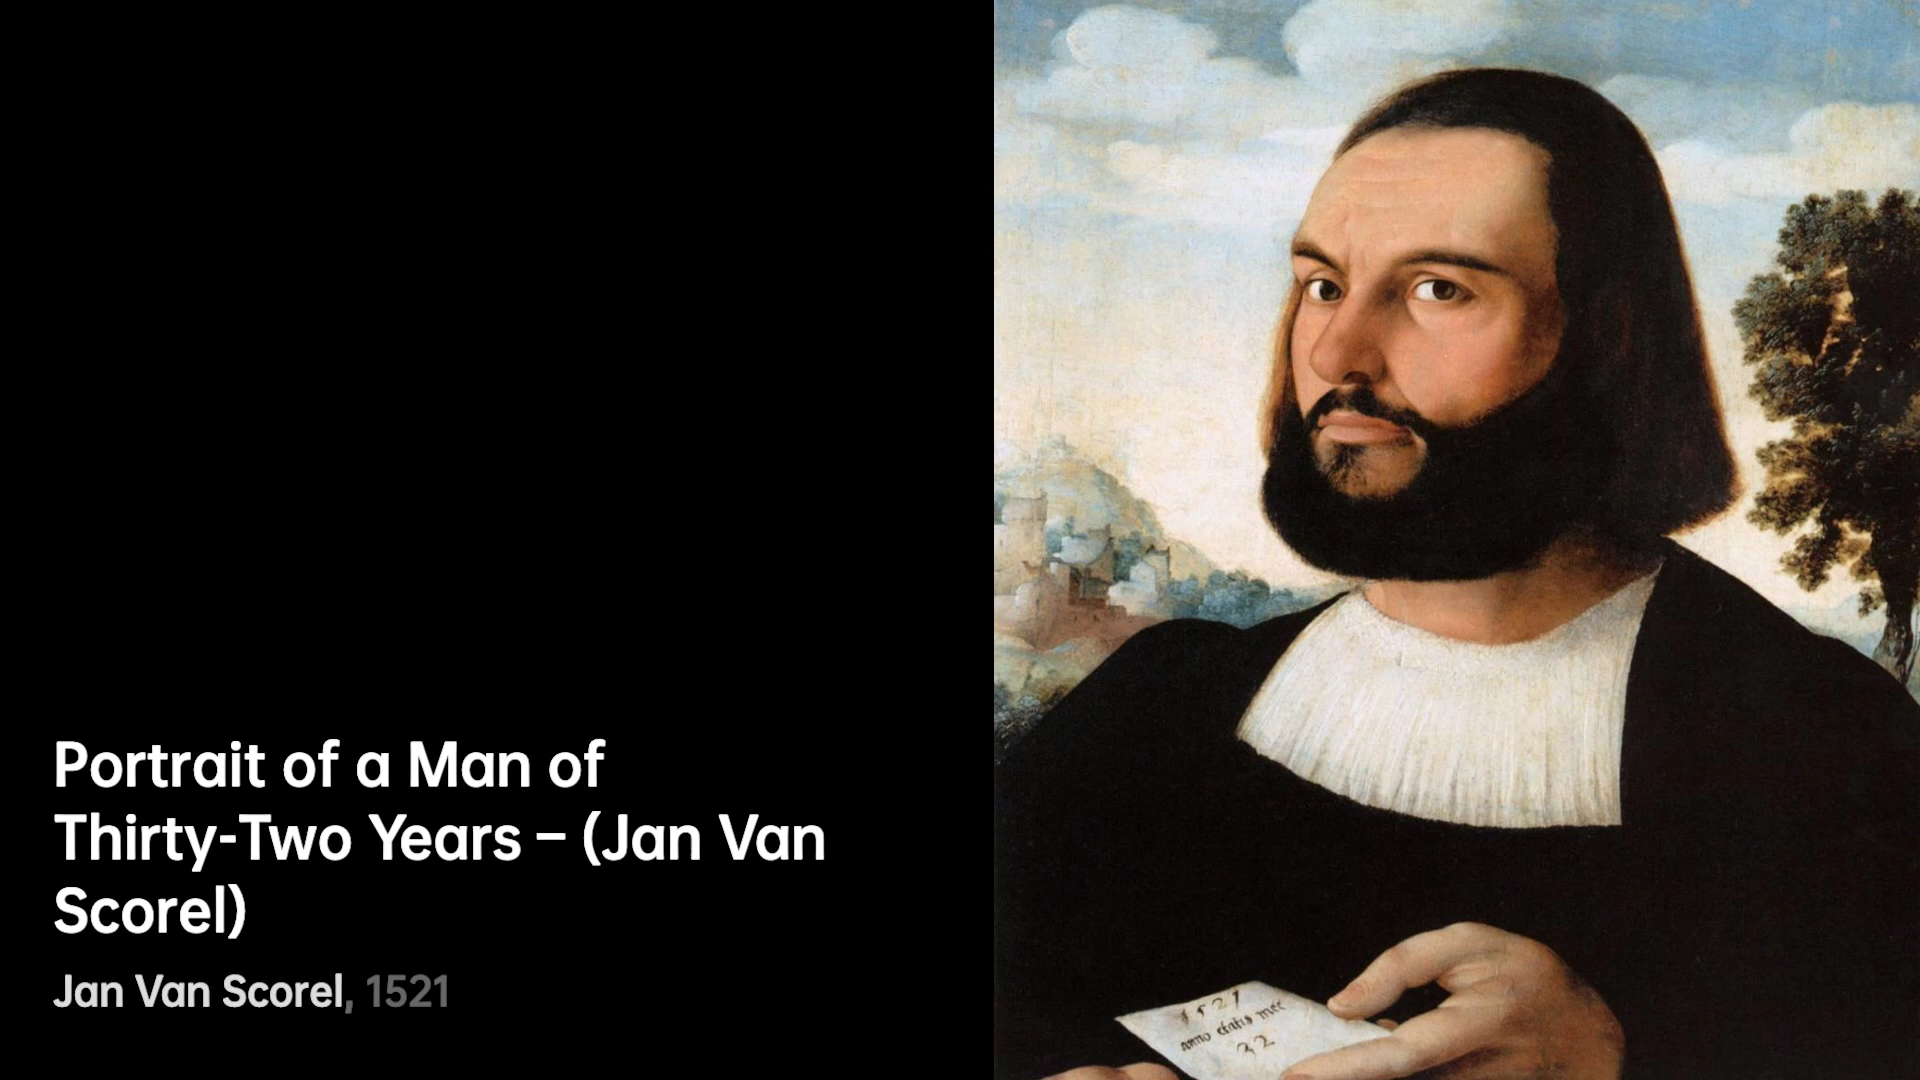 Portrait of a Man of
Thirty-Two Years – (Jan Van
Scorel)
Jan Van Scorel, 1521
1521
anno etatis mee
32